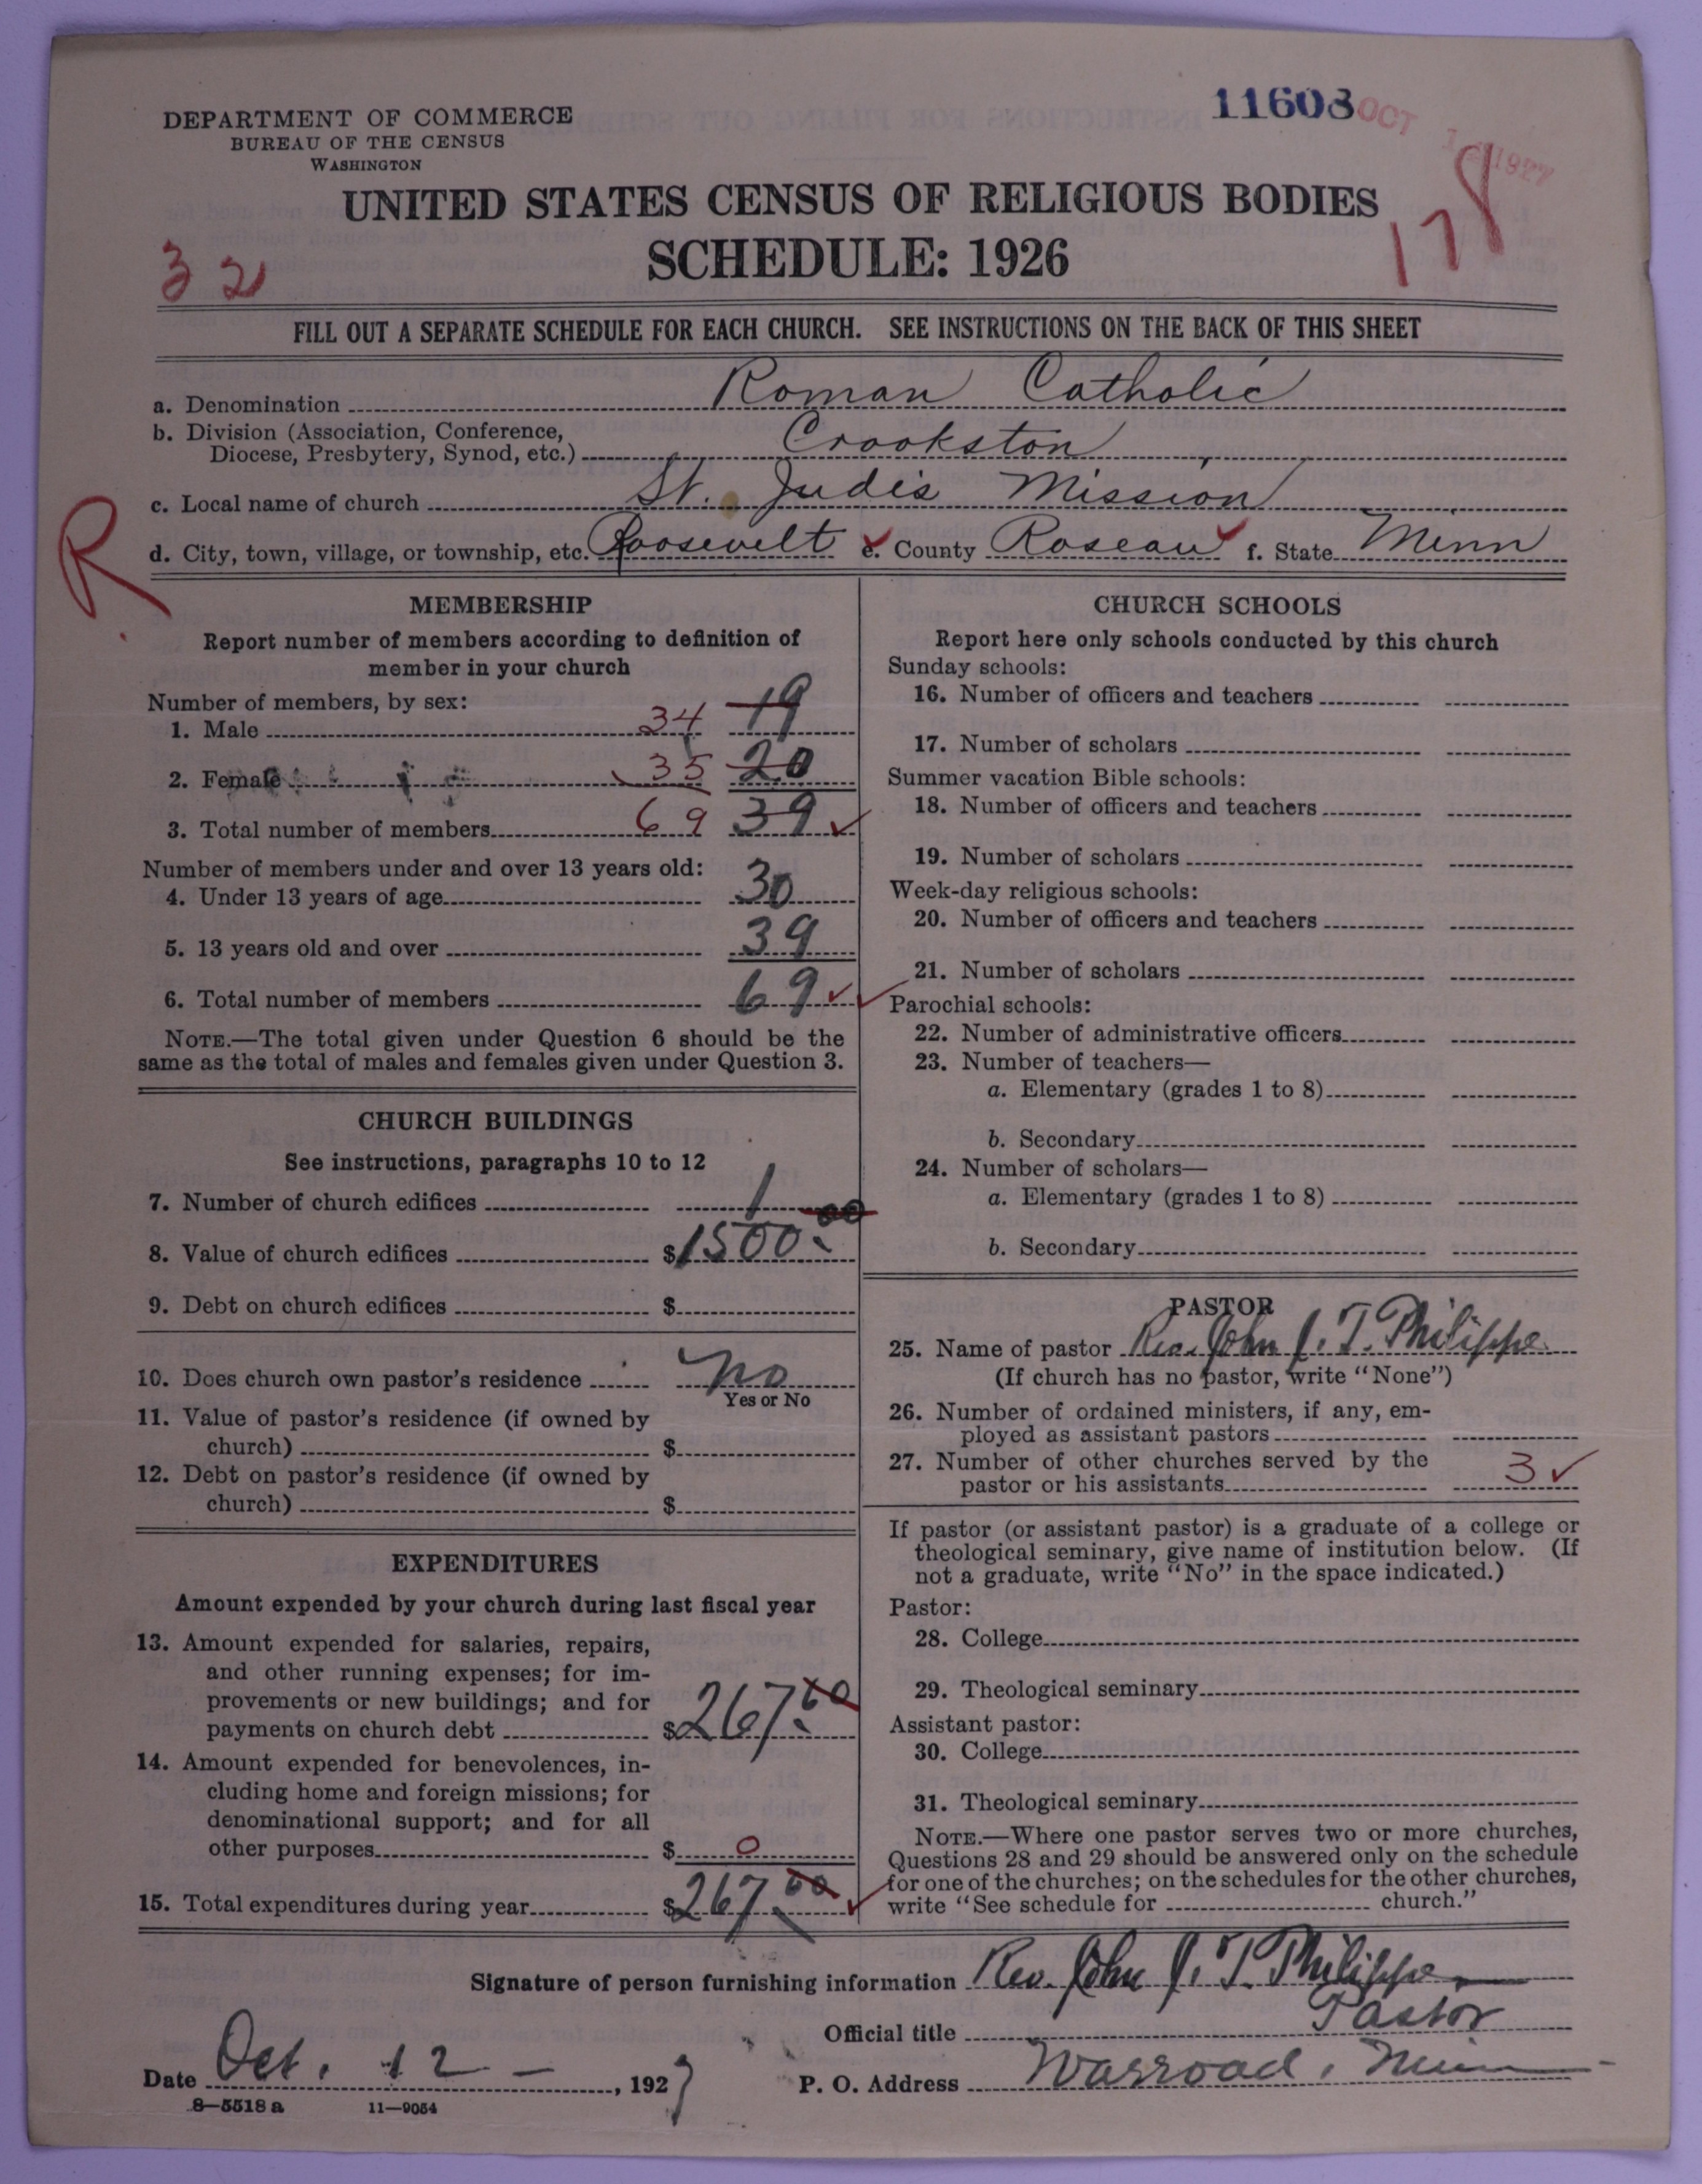 DEPARTMENT OF COMMERCE
BUREAU OF THE CENSUS
WASHINGTON
11608
OCT 1927
178
UNITED STATES CENSUS OF RELIGIOUS BODIES
SCHEDULE: 1926
32
FILL OUT A SEPARATE SCHEDULE FOR EACH CHURCH. SEE INSTRUCTIONS ON THE BACK OF THIS SHEET
a. Denomination Roman Catholic
b. Division (Association, Conference,
Diocese, Presbytery, Synod, etc.) Crookston
c. Local name of church St. Judes Mission
R
d. City, town, village, or township, etc. Roosevelt e. County Roseau f. State Minn
MEMBERSHIP
Report number of members according to definition of
member in your church
Number of members, by sex:
1. Male 34 19
2. Female 35 20
3. Total number of members 69 39 ✓
Number of members under and over 13 years old:
4. Under 13 years of age 30
5. 13 years old and over 39
6. Total number of members 69 ✓
NOTE.—The total given under Question 6 should be the
same as the total of males and females given under Question 3.
CHURCH BUILDINGS
See instructions, paragraphs 10 to 12
7. Number of church edifices 1
8. Value of church edifices $1500.00
9. Debt on church edifices $
10. Does church own pastor's residence no
Yes or No
11. Value of pastor's residence (if owned by
church) $
12. Debt on pastor's residence (if owned by
church) $
EXPENDITURES
Amount expended by your church during last fiscal year
13. Amount expended for salaries, repairs,
and other running expenses; for im-
provements or new buildings; and for
payments on church debt $267.00
14. Amount expended for benevolences, in-
cluding home and foreign missions; for
denominational support; and for all
other purposes $ 0
15. Total expenditures during year $267.00 ✓
CHURCH SCHOOLS
Report here only schools conducted by this church
Sunday schools:
16. Number of officers and teachers
17. Number of scholars
Summer vacation Bible schools:
18. Number of officers and teachers
19. Number of scholars
Week-day religious schools:
20. Number of officers and teachers
21. Number of scholars
Parochial schools:
22. Number of administrative officers
23. Number of teachers—
a. Elementary (grades 1 to 8)
b. Secondary
24. Number of scholars—
a. Elementary (grades 1 to 8)
b. Secondary
PASTOR
25. Name of pastor Rev. John J. T. Philippe
(If church has no pastor, write "None")
26. Number of ordained ministers, if any, em-
ployed as assistant pastors
27. Number of other churches served by the
pastor or his assistants 3 ✓
If pastor (or assistant pastor) is a graduate of a college or
theological seminary, give name of institution below. (If
not a graduate, write "No" in the space indicated.)
Pastor:
28. College
29. Theological seminary
Assistant pastor:
30. College
31. Theological seminary
NOTE.—Where one pastor serves two or more churches,
Questions 28 and 29 should be answered only on the schedule
for one of the churches; on the schedules for the other churches,
write "See schedule for church."
Signature of person furnishing information Rev. John J. T. Philippe
Official title Pastor
Date Oct. 12 — , 1927
P. O. Address Warroad, Minn
8—5518 a 11—9054